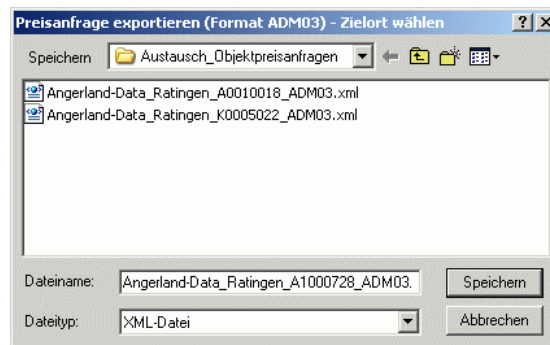 Preisanfrage exportieren (Format ADM03) - Zielort wählen
Speichern Austausch_Objektpreisanfragen
Angerland-Data_Ratingen_A0010018_ADM03.xml
Angerland-Data_Ratingen_K0005022_ADM03.xml
Dateiname: Angerland-Data_Ratingen_A1000728_ADM03. Speichern
Dateityp: XML-Datei Abbrechen